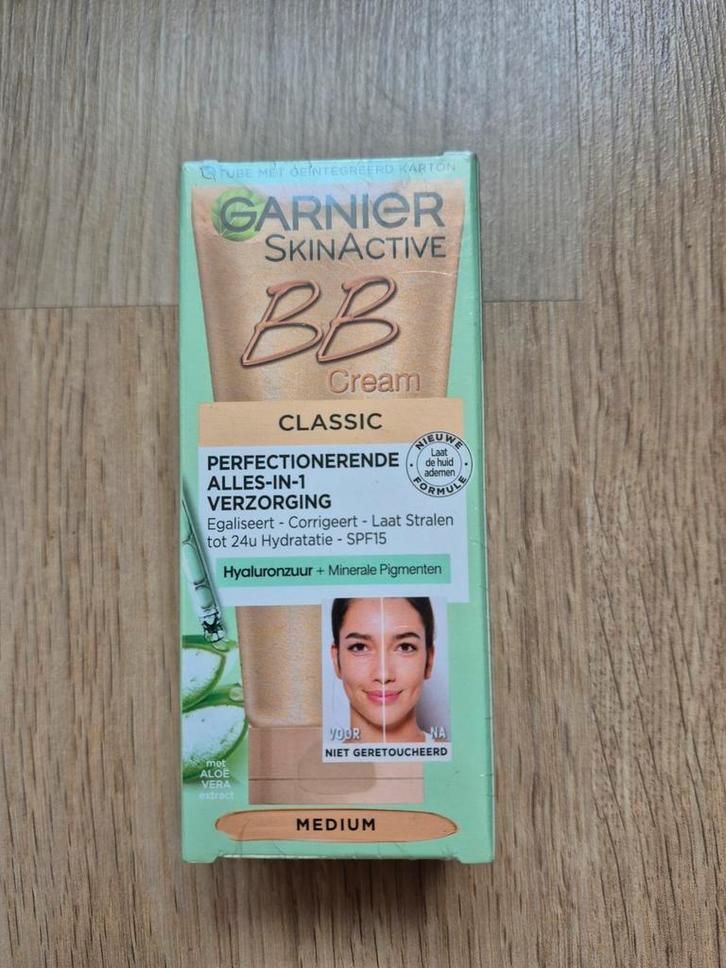 TUBE MET GEÏNTEGREERD KARTON
GARNIER
SKINACTIVE
BB
Cream
CLASSIC
PERFECTIONERENDE
ALLES-IN-1
VERZORGING
NIEUWE
Laat
de huid
ademen
FORMULE
Egaliseert - Corrigeert - Laat Stralen
tot 24u Hydratatie - SPF15
Hyaluronzuur + Minerale Pigmenten
VOOR NA
NIET GERETOUCHEERD
met
ALOË
VERA
extract
MEDIUM